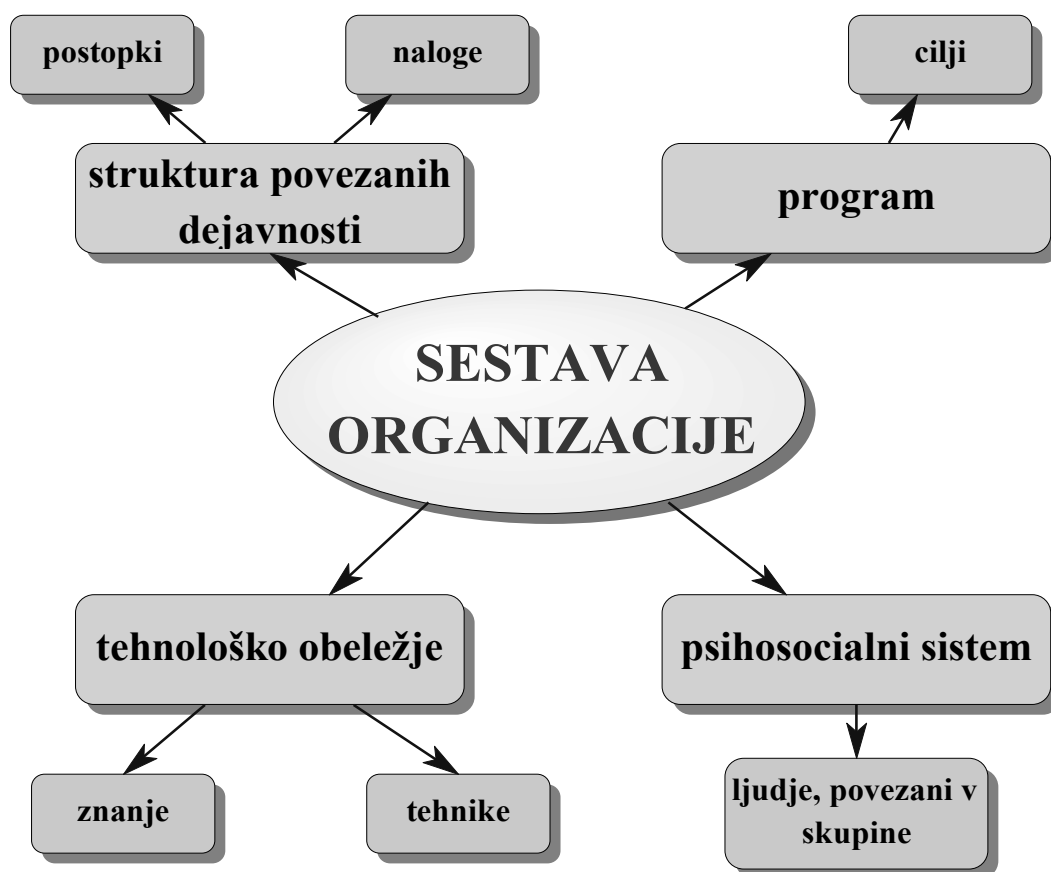 postopki
naloge
cilji
struktura povezanih
dejavnosti
program
SESTAVA
ORGANIZACIJE
tehnološko obeležje
psihosocialni sistem
znanje
tehnike
ljudje, povezani v
skupine